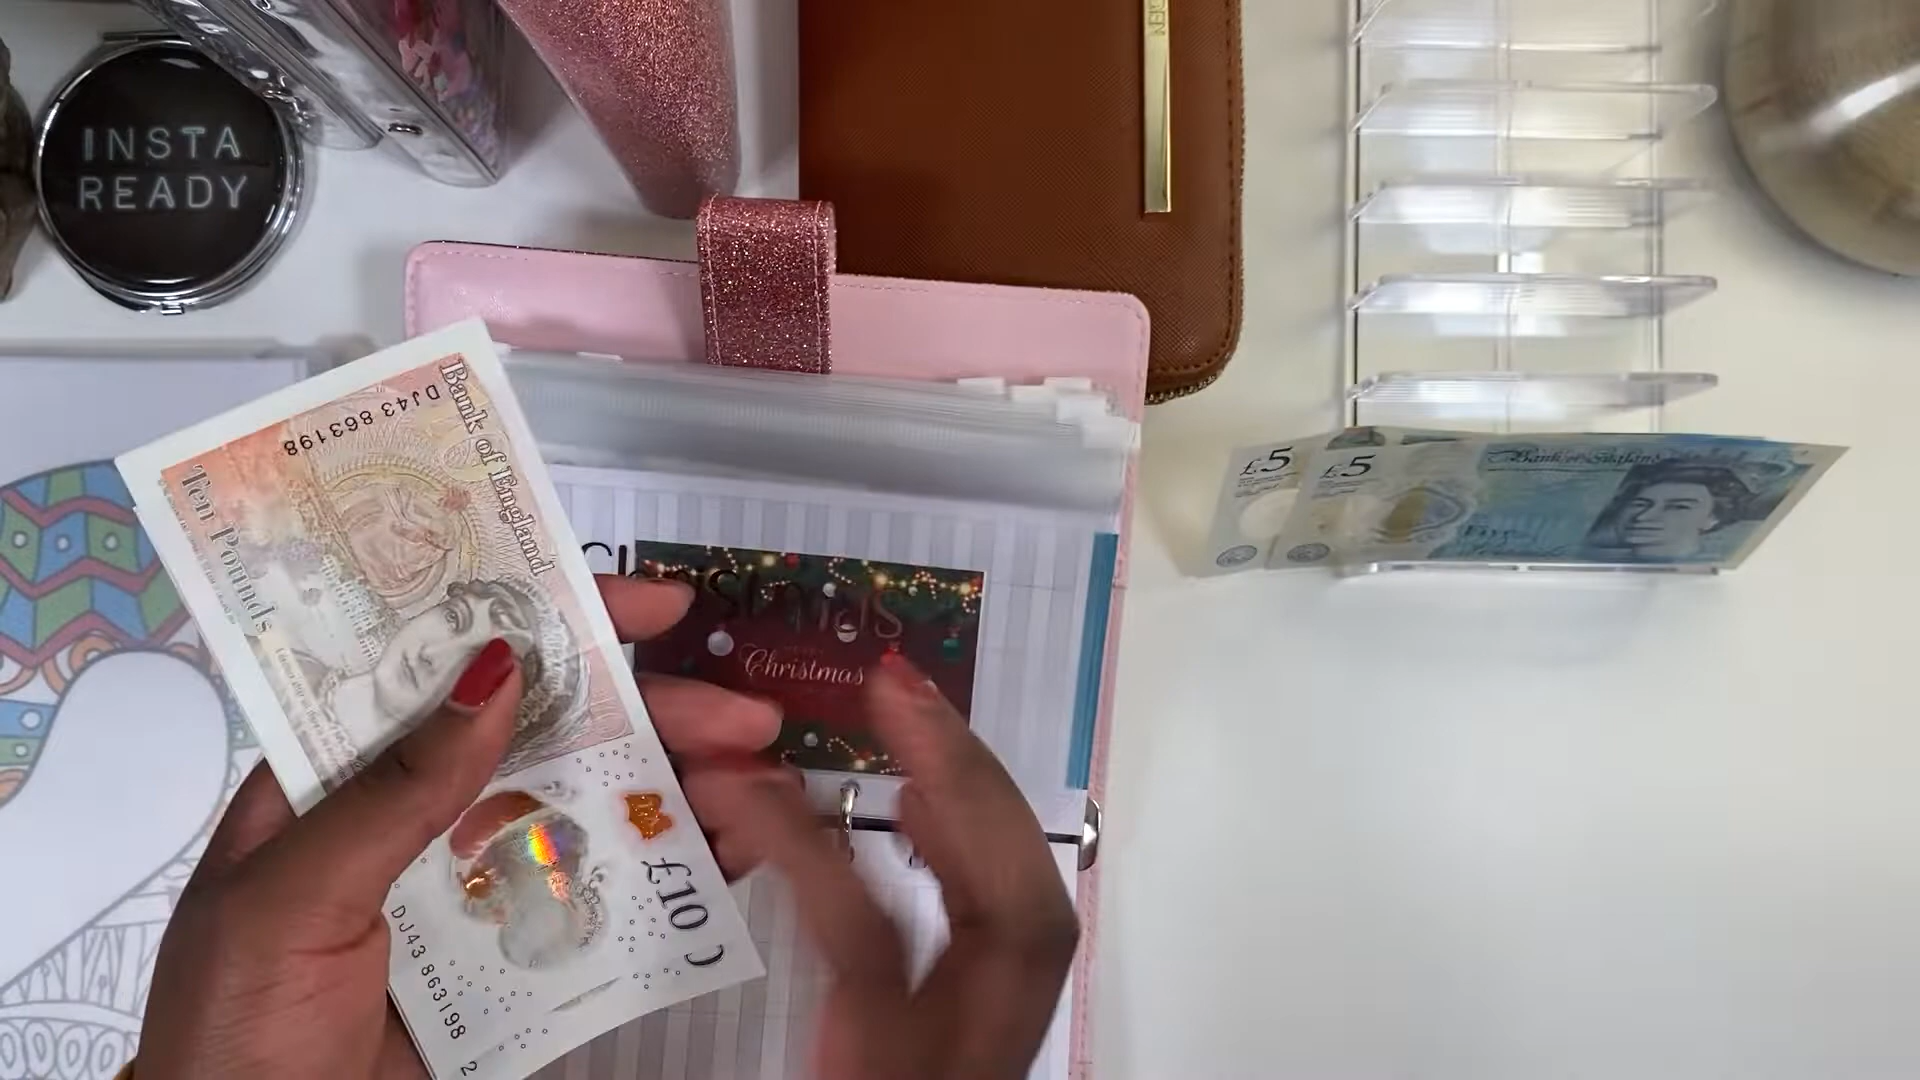 INSTA
READY
Bank of England
DJ43 863198
Ten Pounds
£10
DJ43 863198
Christmas
Christmas
£5
£5
Bank of England
Five